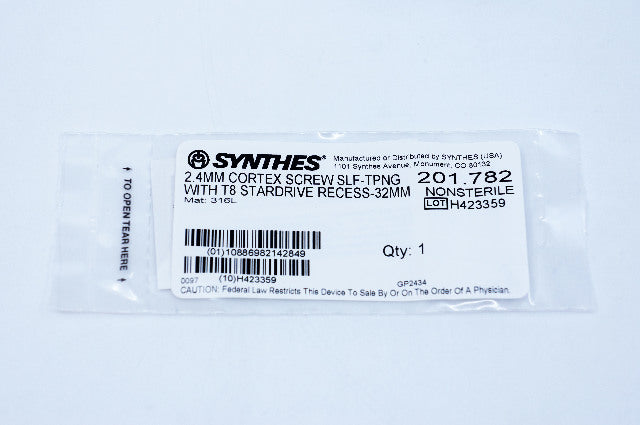 SYNTHES®
Manufactured or Distributed by SYNTHES (USA)
1101 Synthes Avenue, Monument, CO 80132
2.4MM CORTEX SCREW SLF-TPNG
WITH T8 STARDRIVE RECESS-32MM
Mat: 316L
201.782
NONSTERILE
LOT H423359
(01)10886982142849
Qty: 1
(10)H423359
0097
GP2434
CAUTION: Federal Law Restricts This Device To Sale By Or On The Order Of A Physician.
TO OPEN TEAR HERE